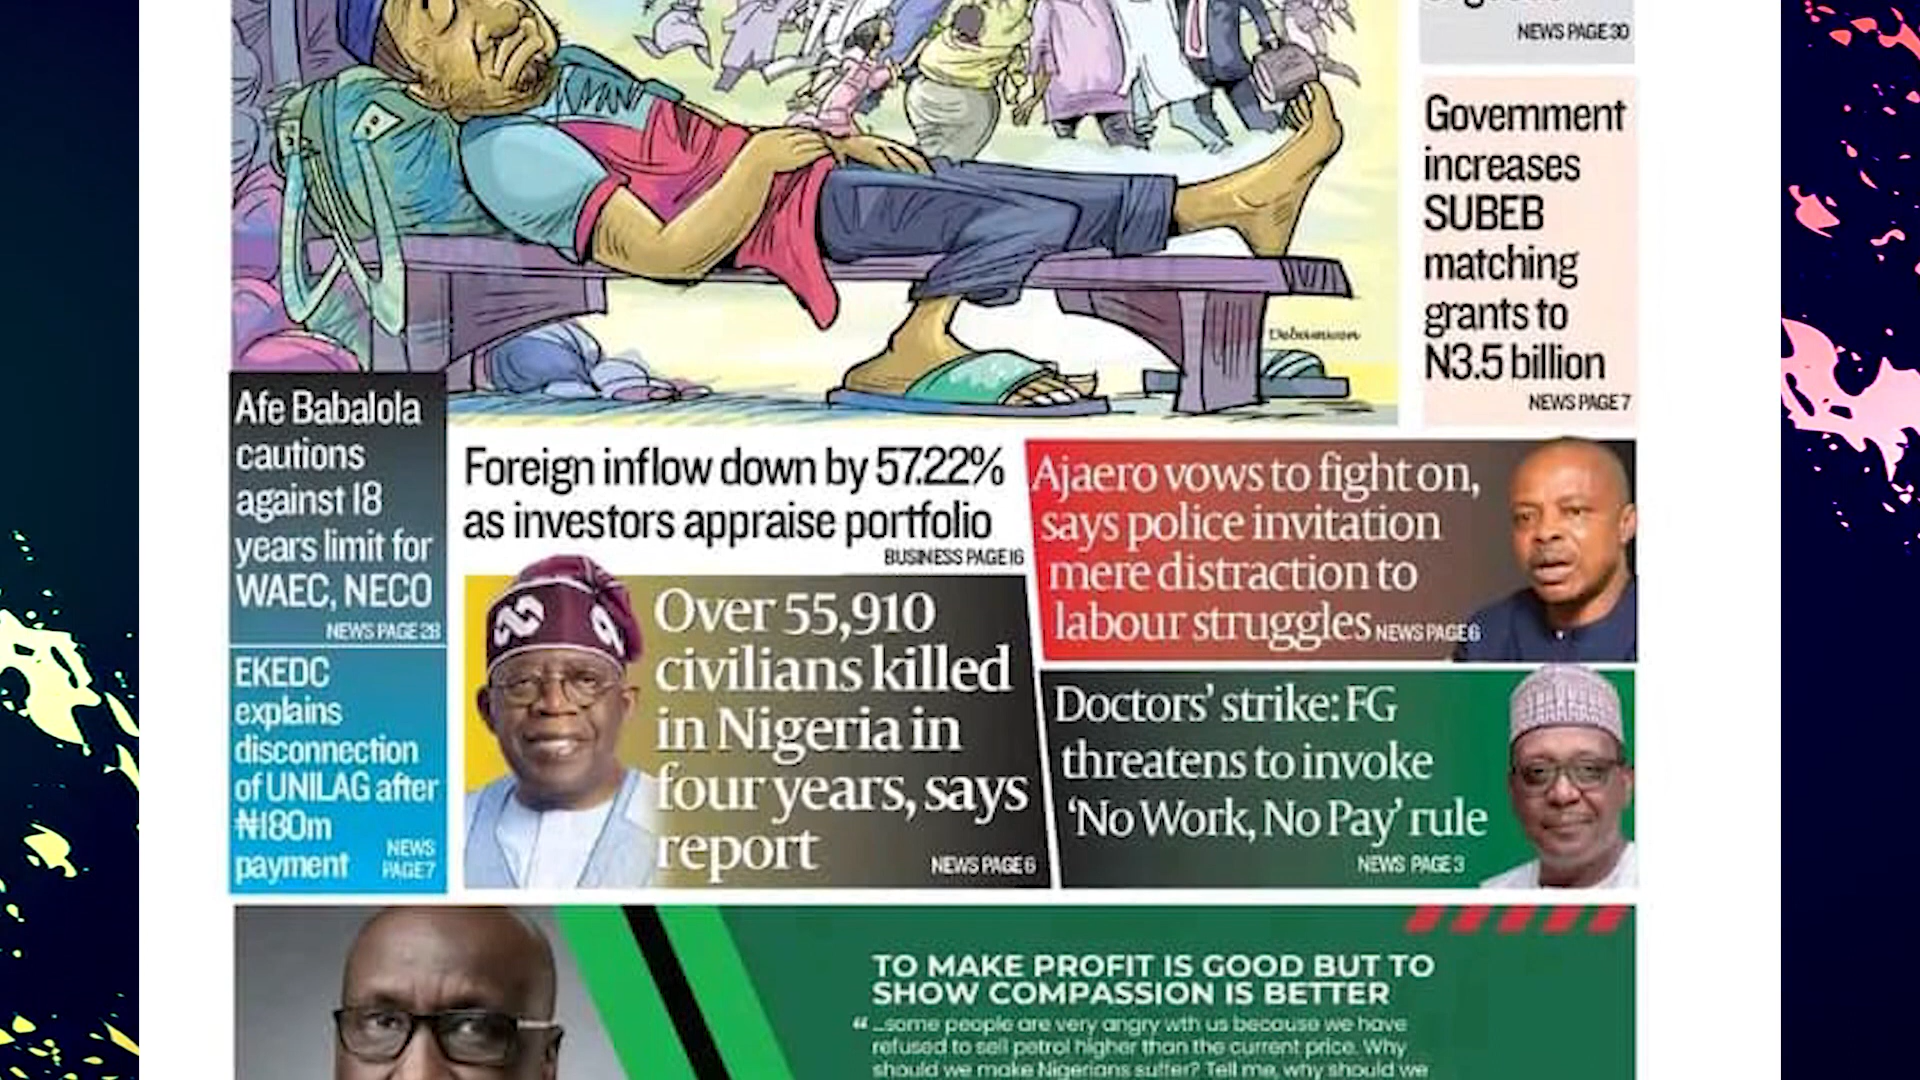 NEWS PAGE 30
Government
increases
SUBEB
matching
grants to
N3.5 billion
NEWS PAGE 7
Afe Babalola
cautions
against 18
years limit for
WAEC, NECO
NEWS PAGE 28
EKEDC
explains
disconnection
of UNILAG after
₦180m
payment
NEWS
PAGE 7
Foreign inflow down by 57.22%
as investors appraise portfolio
BUSINESS PAGE 16
Over 55,910
civilians killed
in Nigeria in
four years, says
report
NEWS PAGE 6
Ajaero vows to fight on,
says police invitation
mere distraction to
labour struggles
NEWS PAGE 6
Doctors’ strike: FG
threatens to invoke
‘No Work, No Pay’ rule
NEWS PAGE 3
TO MAKE PROFIT IS GOOD BUT TO
SHOW COMPASSION IS BETTER
“ ...some people are very angry wth us because we have
refused to sell petrol higher than the current price. Why
should we make Nigerians suffer? Tell me, why should we